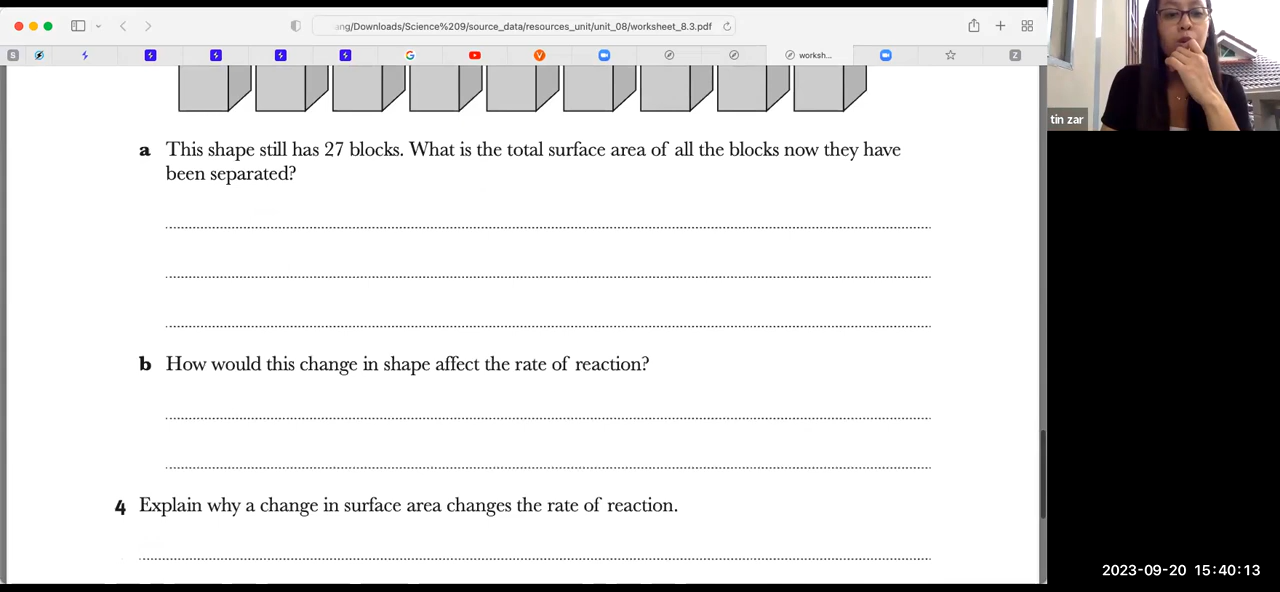 ang/Downloads/Science%209/source_data/resources_unit/unit_08/worksheet_8.3.pdf
S
G
V
worksh...
Z
tin zar
a This shape still has 27 blocks. What is the total surface area of all the blocks now they have
been separated?
b How would this change in shape affect the rate of reaction?
4 Explain why a change in surface area changes the rate of reaction.
2023-09-20 15:40:13